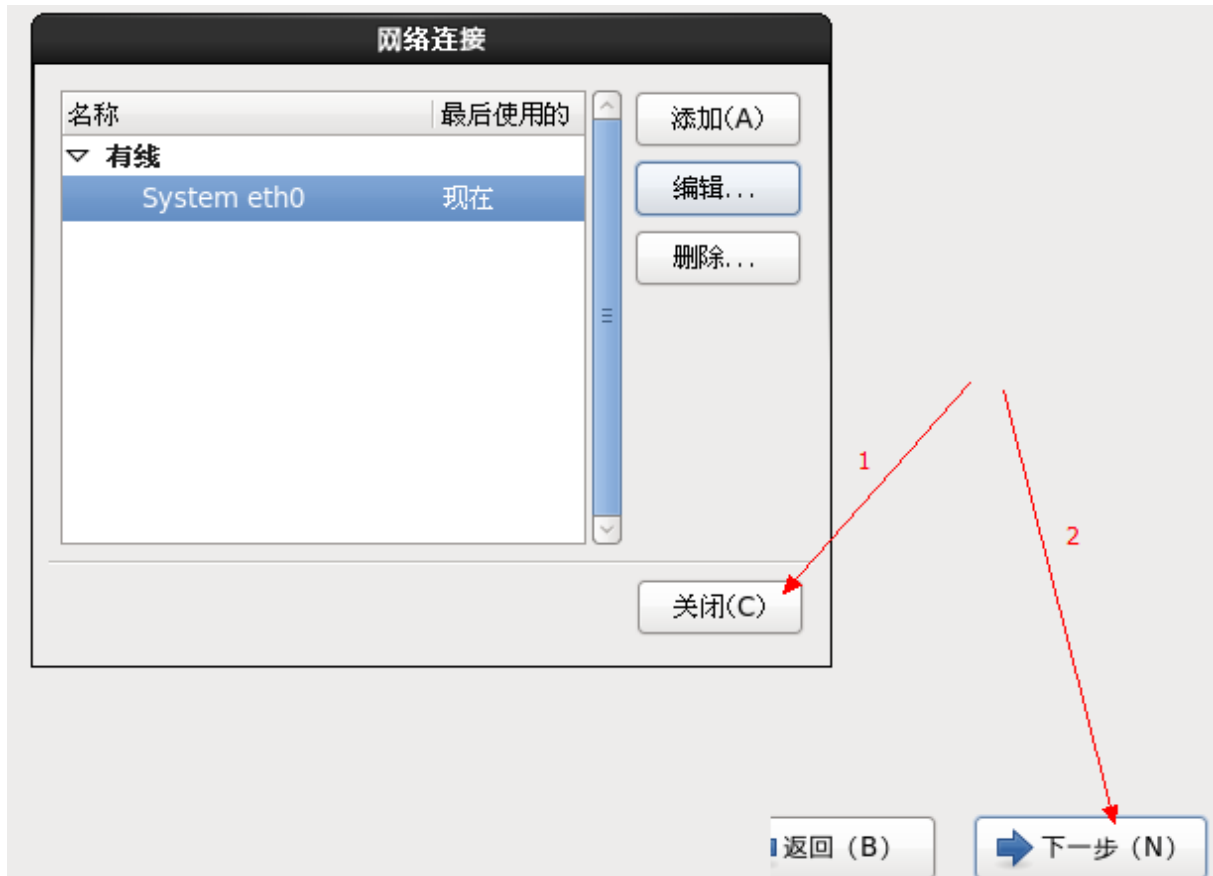 网络连接
名称 最后使用的
有线
System eth0 现在
添加(A)
编辑...
删除...
1
2
关闭(C)
返回（B） 下一步（N）